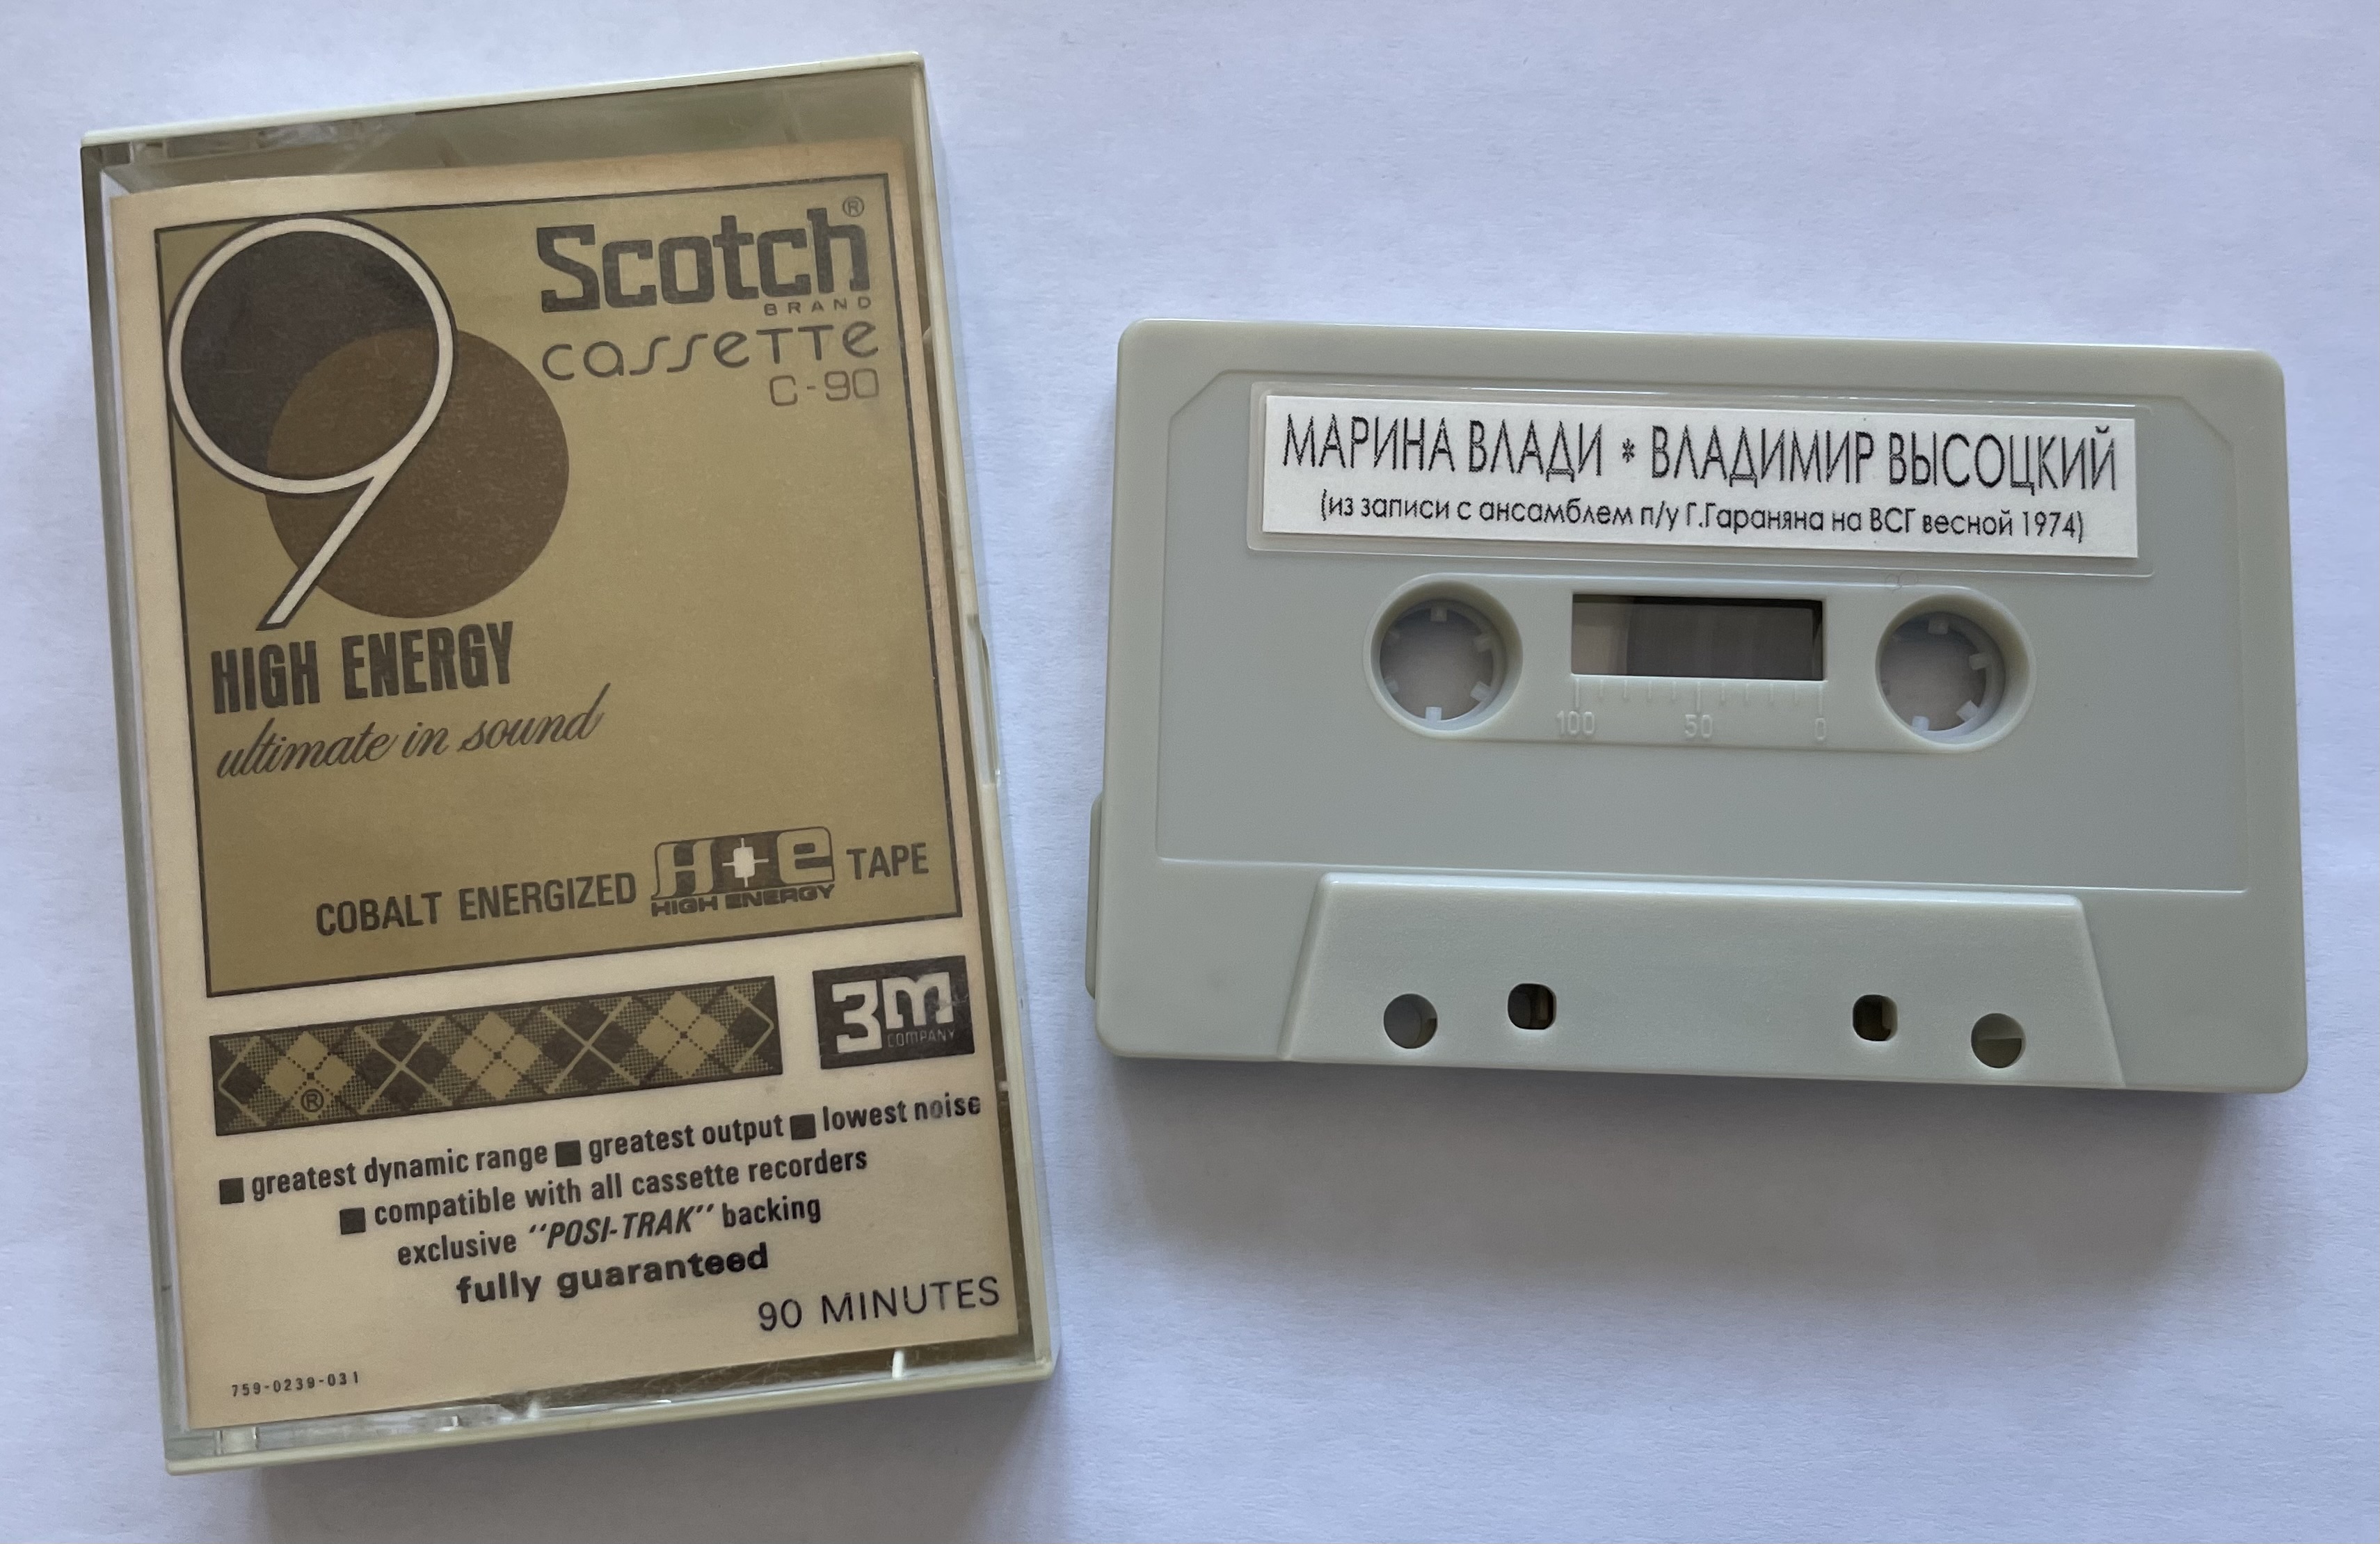 9
Scotch®
BRAND
cassette
C-90
HIGH ENERGY
ultimate in sound
COBALT ENERGIZED H+e TAPE
HIGH ENERGY
3M
COMPANY
®
■ greatest dynamic range ■ greatest output ■ lowest noise
■ compatible with all cassette recorders
exclusive "POSI-TRAK" backing
fully guaranteed
90 MINUTES
759-0239-031
МАРИНА ВЛАДИ * ВЛАДИМИР ВЫСОЦКИЙ
(из записи с ансамблем п/у Г.Гараняна на ВСГ весной 1974)
100 50 0